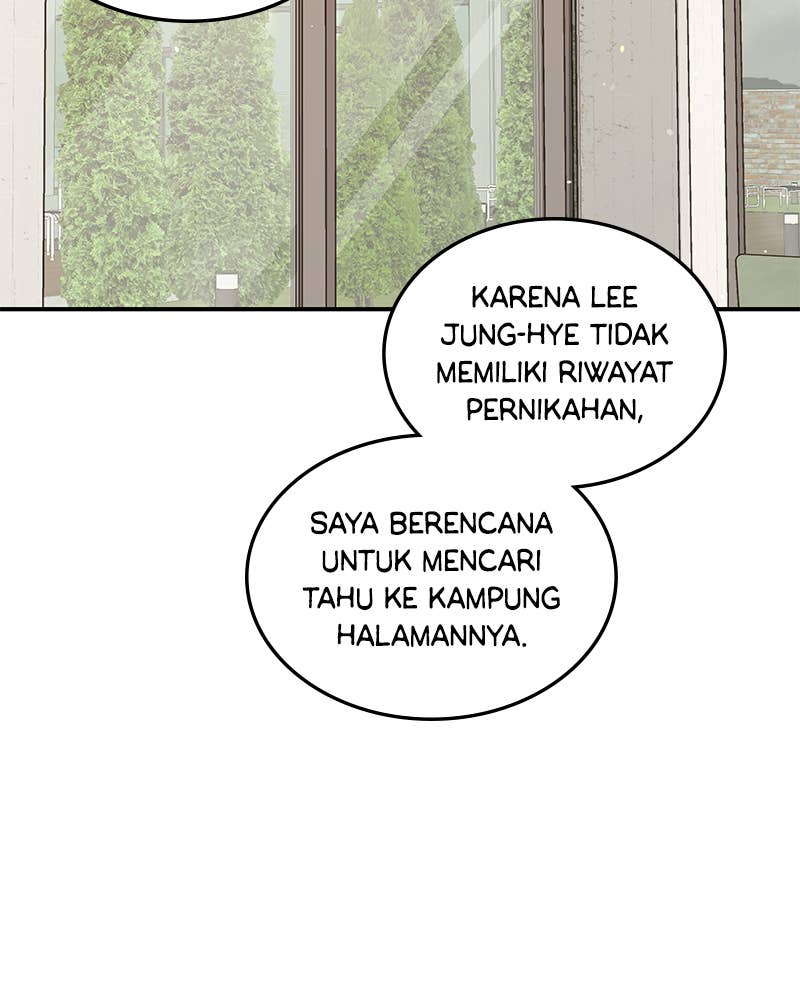 KARENA LEE
JUNG-HYE TIDAK
MEMILIKI RIWAYAT
PERNIKAHAN,
SAYA BERENCANA
UNTUK MENCARI
TAHU KE KAMPUNG
HALAMANNYA.